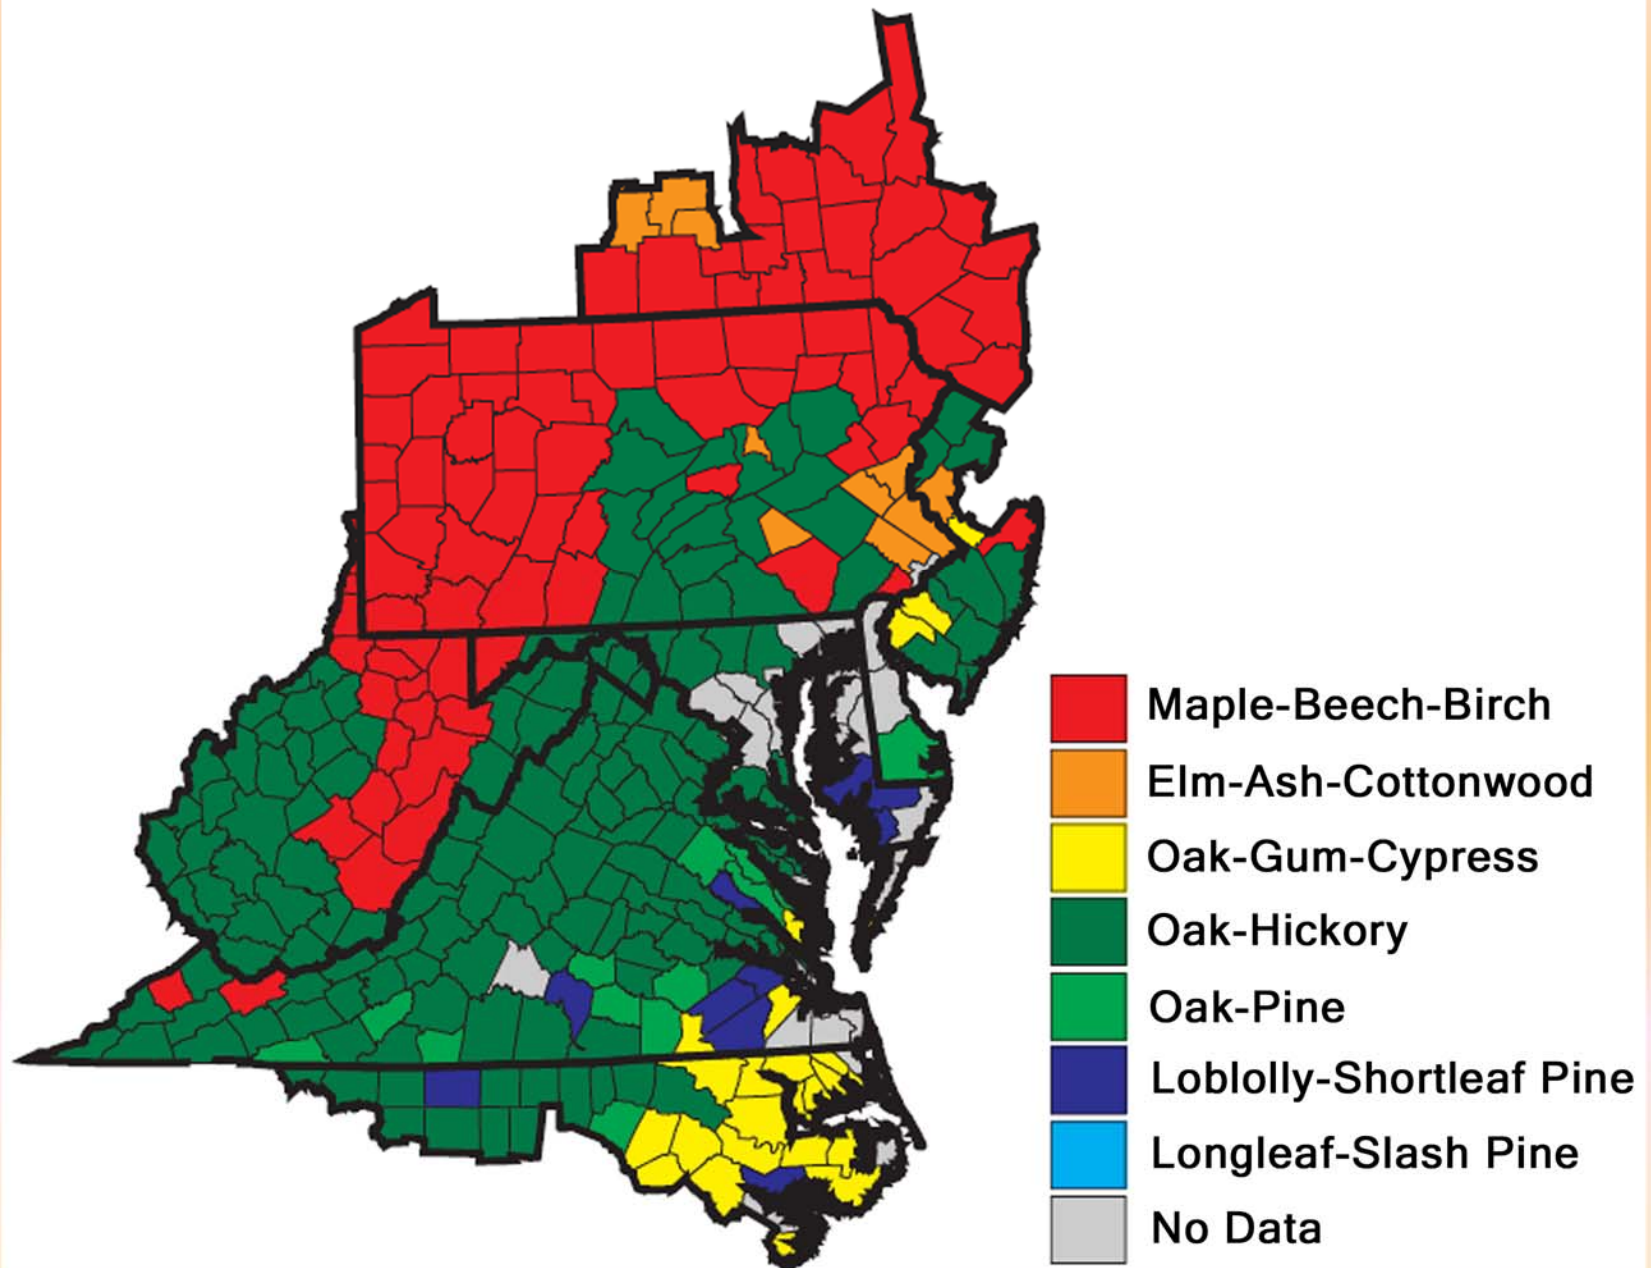 Maple-Beech-Birch
Elm-Ash-Cottonwood
Oak-Gum-Cypress
Oak-Hickory
Oak-Pine
Loblolly-Shortleaf Pine
Longleaf-Slash Pine
No Data